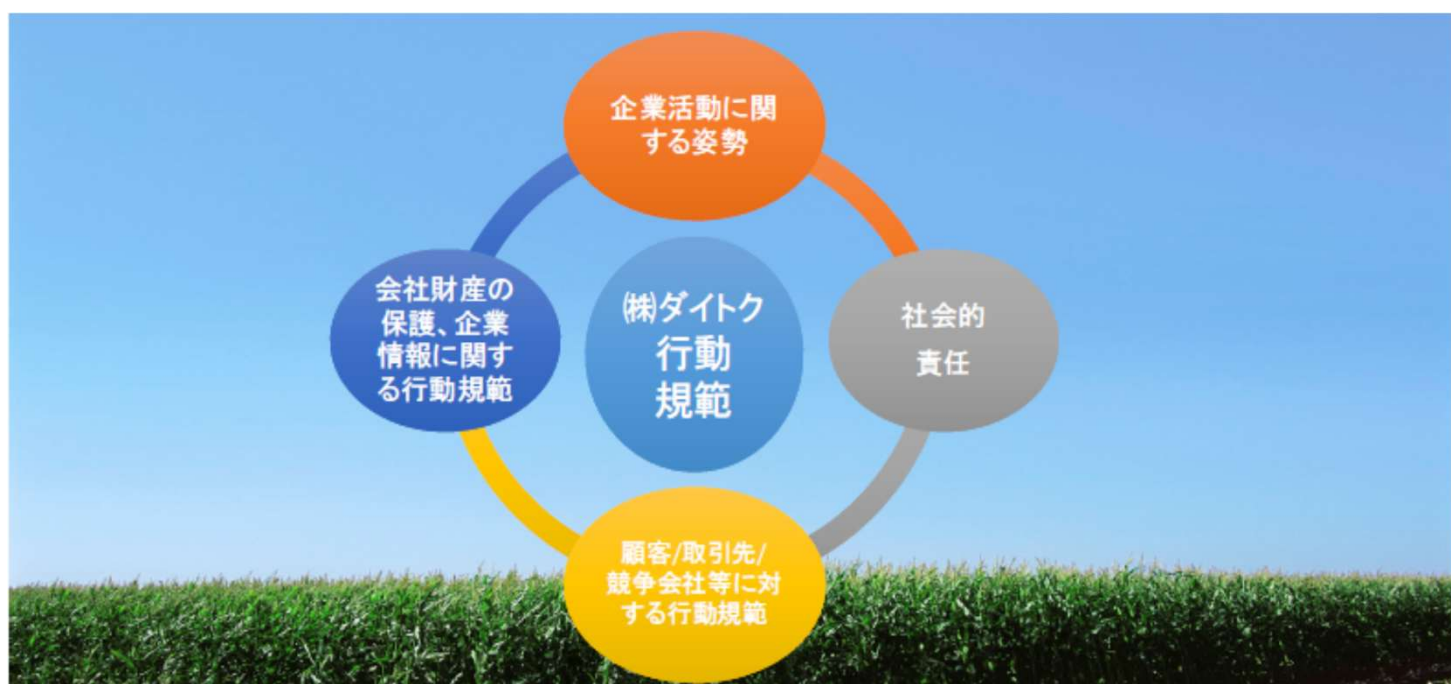 企業活動に関
する姿勢
会社財産の
保護、企業
情報に関す
る行動規範
㈱ダイトク
行動
規範
社会的
責任
顧客/取引先/
競争会社等に対
する行動規範